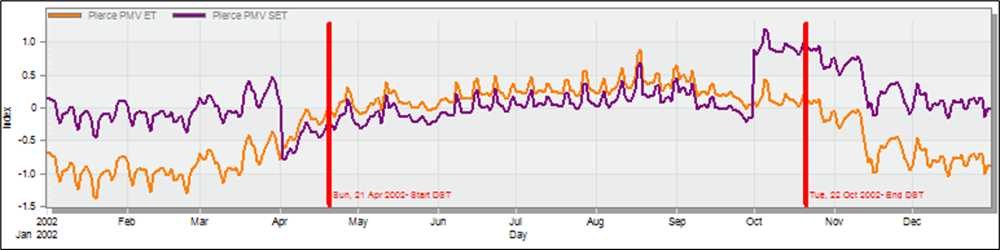 Pierce PMV ET Pierce PMV SET
1.0
0.5
0
-0.5
-1.0
-1.5
Index
Sun, 21 Apr 2002- Start DST
Tue, 22 Oct 2002- End DST
2002 Feb Mar Apr May Jun Jul Aug Sep Oct Nov Dec
Jan 2002
Day